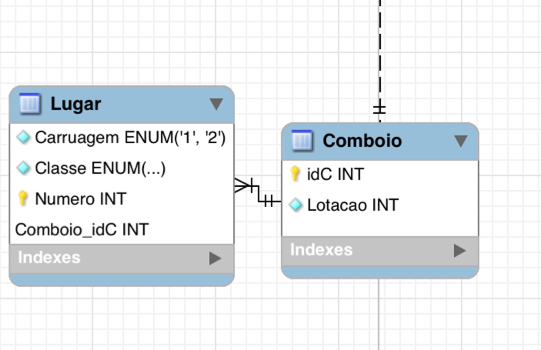 Lugar
Carruagem ENUM('1', '2')
Classe ENUM(...)
Numero INT
Comboio_idC INT
Indexes
Comboio
idC INT
Lotacao INT
Indexes